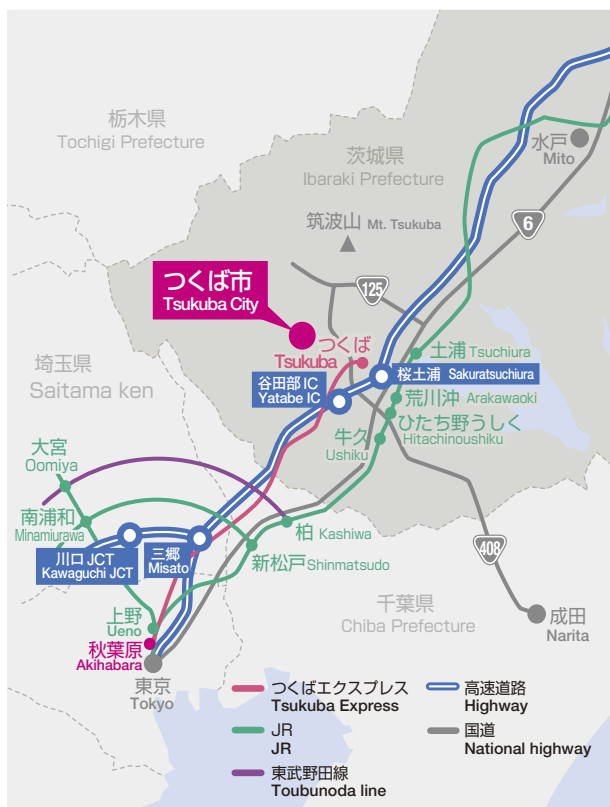 栃木県
Tochigi Prefecture
茨城県
Ibaraki Prefecture
水戸
Mito
筑波山 Mt. Tsukuba
6
125
つくば市
Tsukuba City
つくば
Tsukuba
土浦 Tsuchiura
埼玉県
Saitama ken
谷田部 IC
Yatabe IC
桜土浦 Sakuratsuchiura
荒川沖 Arakawaoki
ひたち野うしく
Hitachinoushiku
牛久
Ushiku
大宮
Oomiya
南浦和
Minamiurawa
川口 JCT
Kawaguchi JCT
三郷
Misato
柏 Kashiwa
新松戸 Shinmatsudo
408
上野
Ueno
秋葉原
Akihabara
東京
Tokyo
千葉県
Chiba Prefecture
成田
Narita
つくばエクスプレス
Tsukuba Express
高速道路
Highway
JR
JR
国道
National highway
東武野田線
Toubunoda line